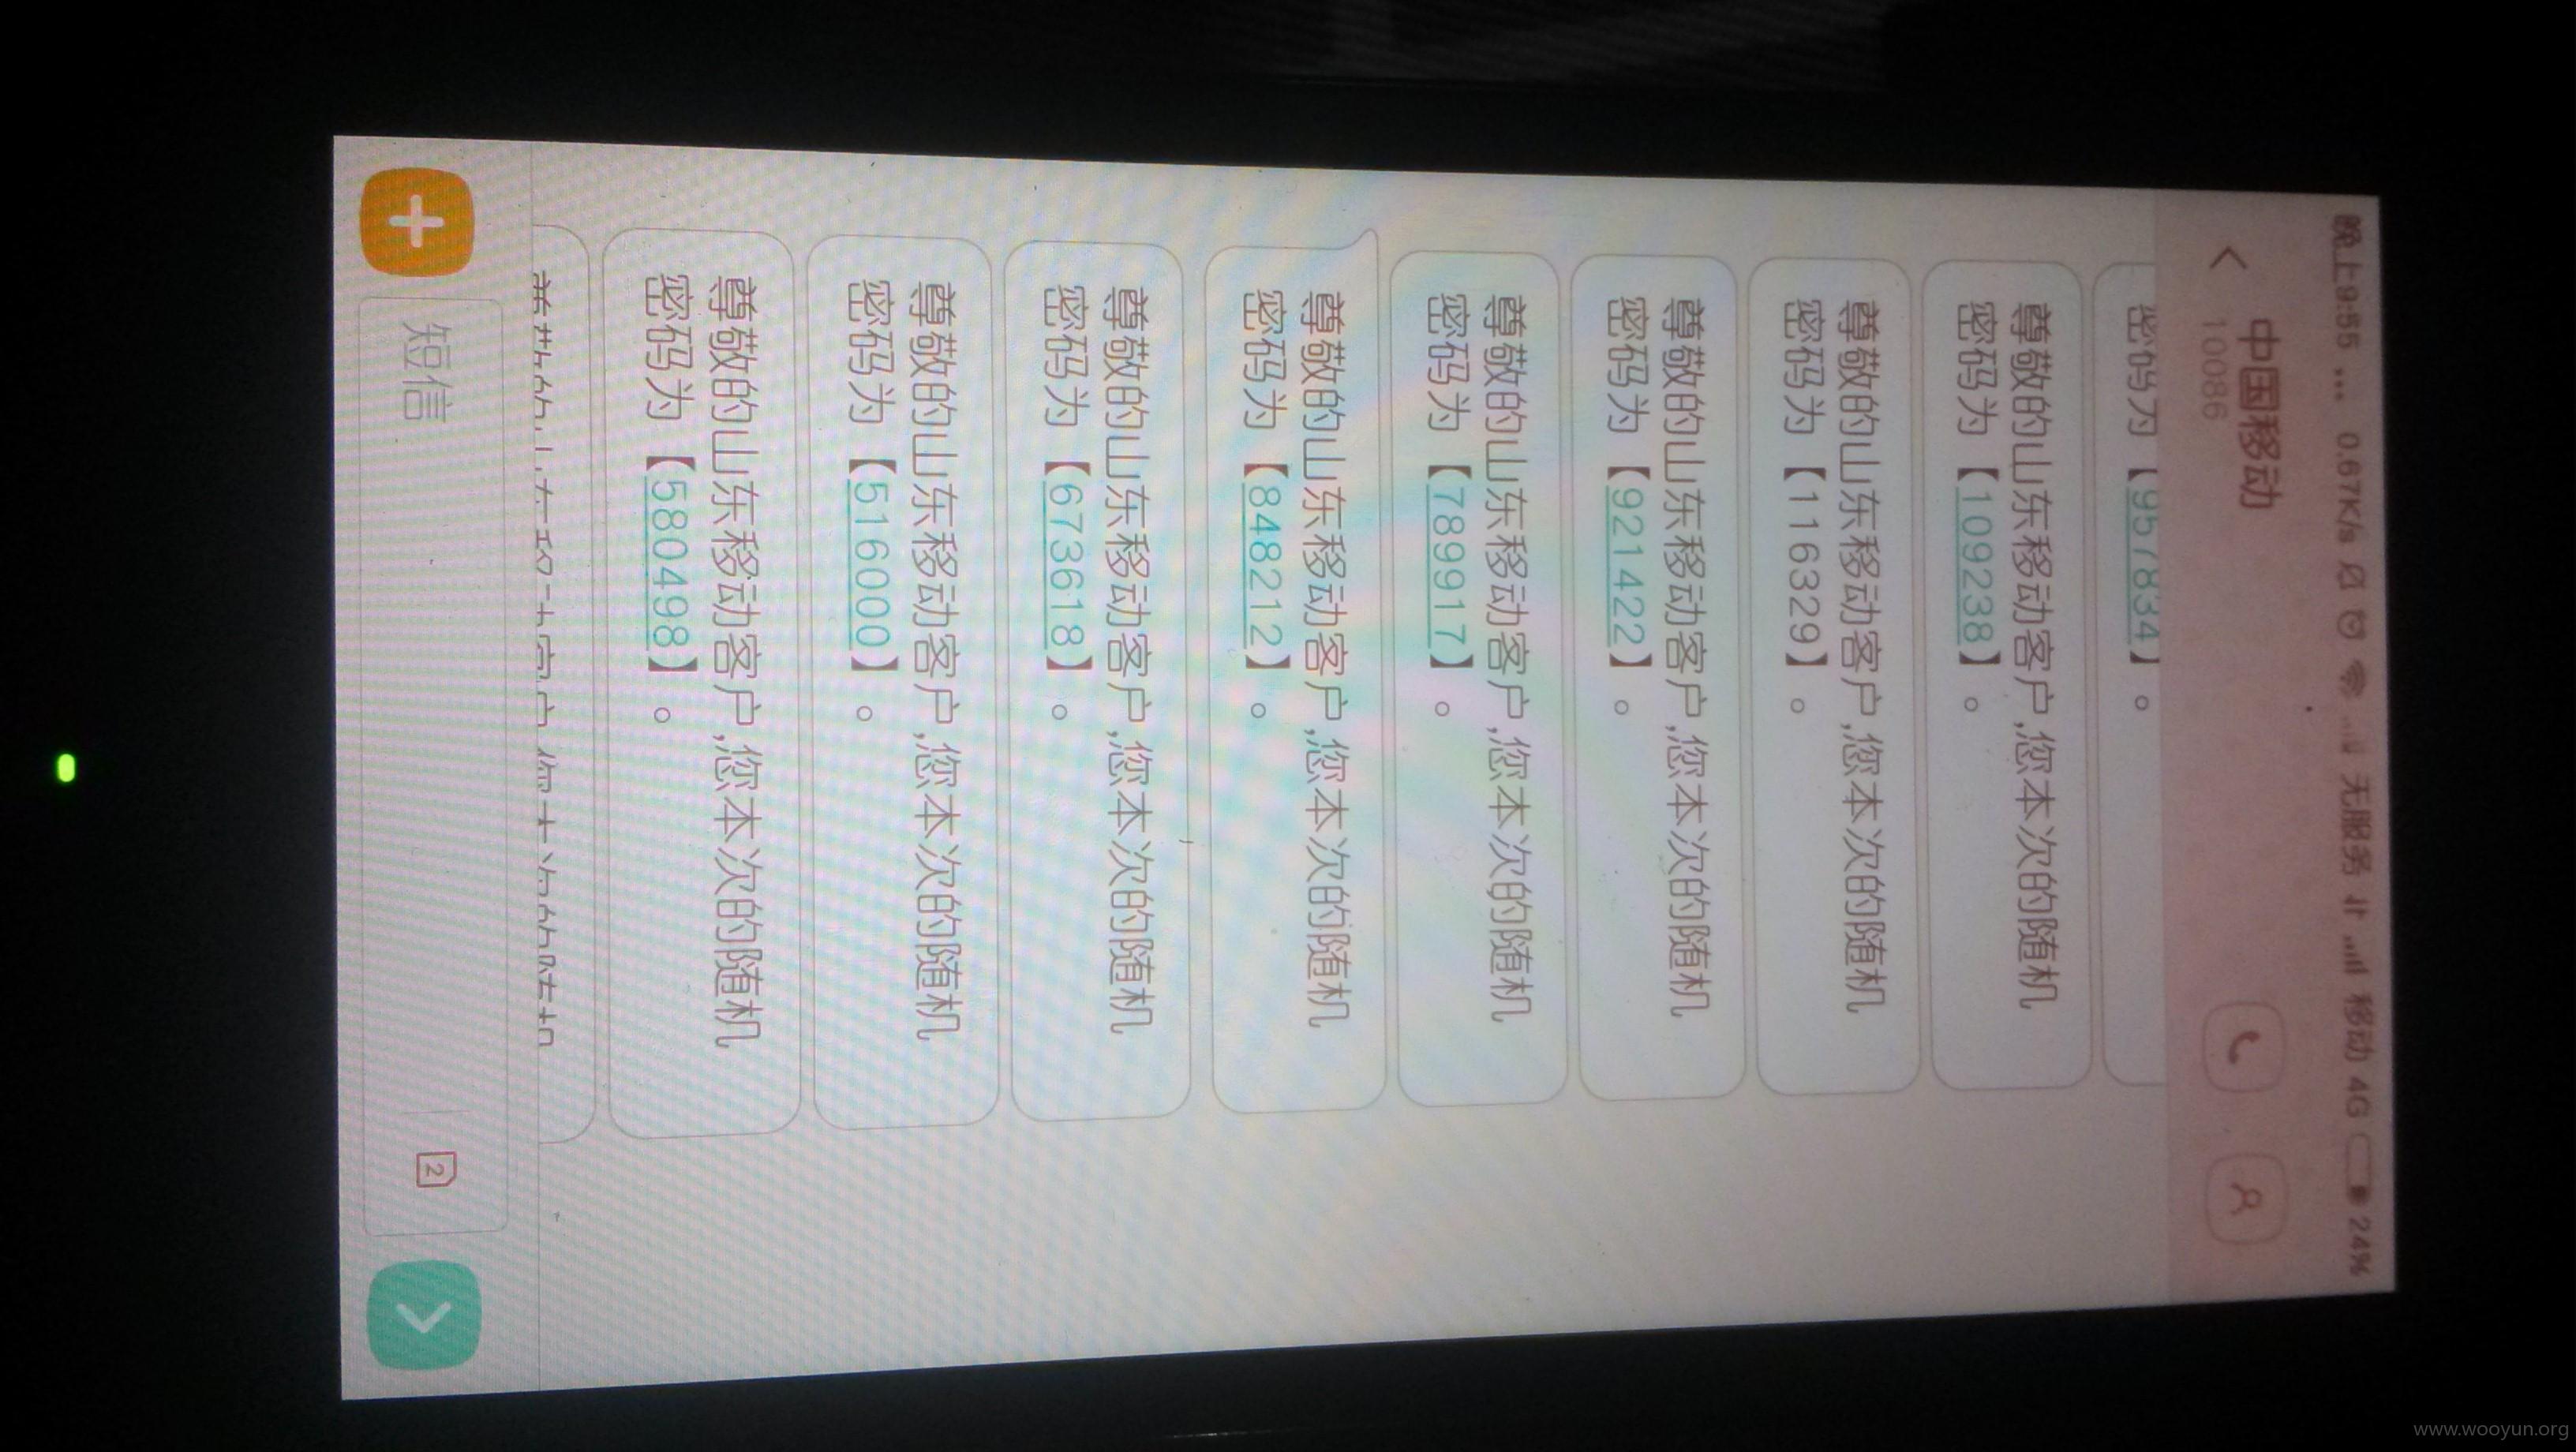 晚上9:55 ... 0.67K/s 无服务 移动 4G 24%
中国移动
10086
密码为【957834】。
尊敬的山东移动客户,您本次的随机
密码为【109238】。
尊敬的山东移动客户,您本次的随机
密码为【116329】。
尊敬的山东移动客户,您本次的随机
密码为【921422】。
尊敬的山东移动客户,您本次的随机
密码为【789917】。
尊敬的山东移动客户,您本次的随机
密码为【848212】。
尊敬的山东移动客户,您本次的随机
密码为【673618】。
尊敬的山东移动客户,您本次的随机
密码为【516000】。
尊敬的山东移动客户,您本次的随机
密码为【580498】。
短信
2
www.wooyun.org